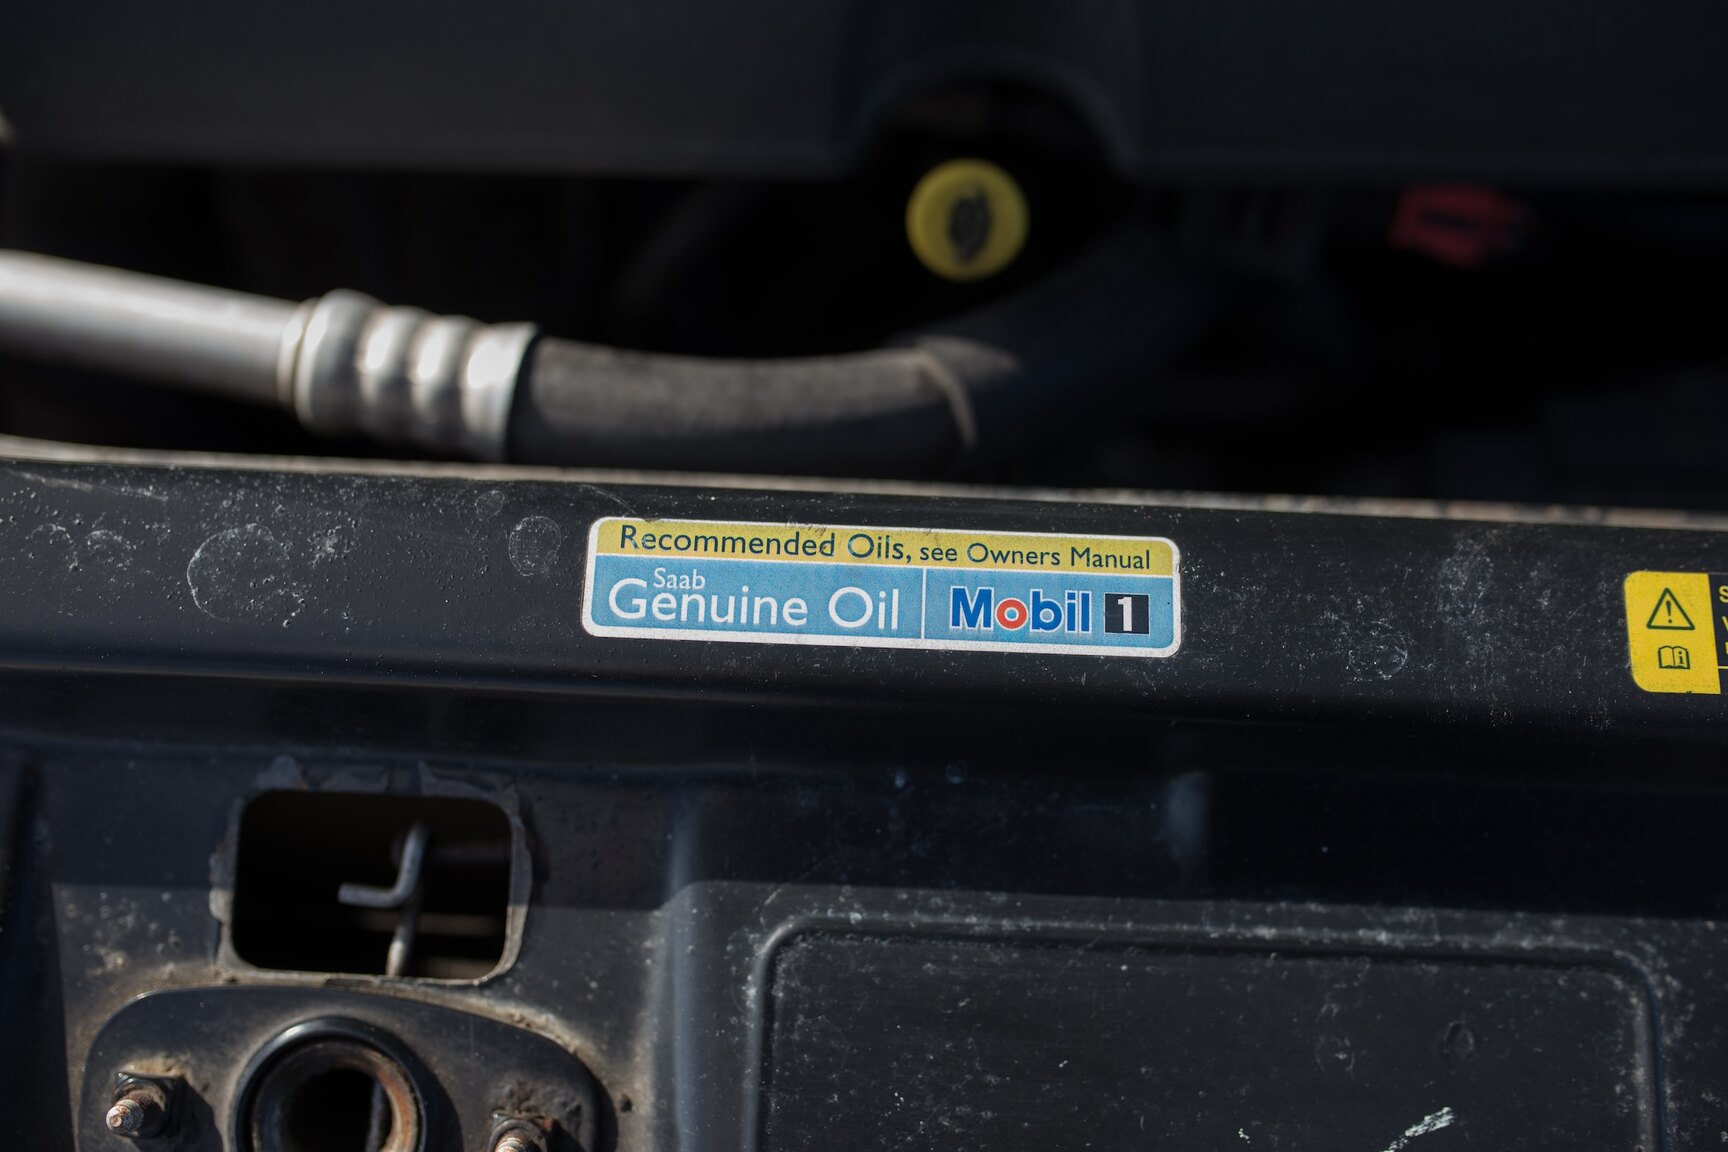 Recommended Oils, see Owners Manual
Saab
Genuine Oil
Mobil 1